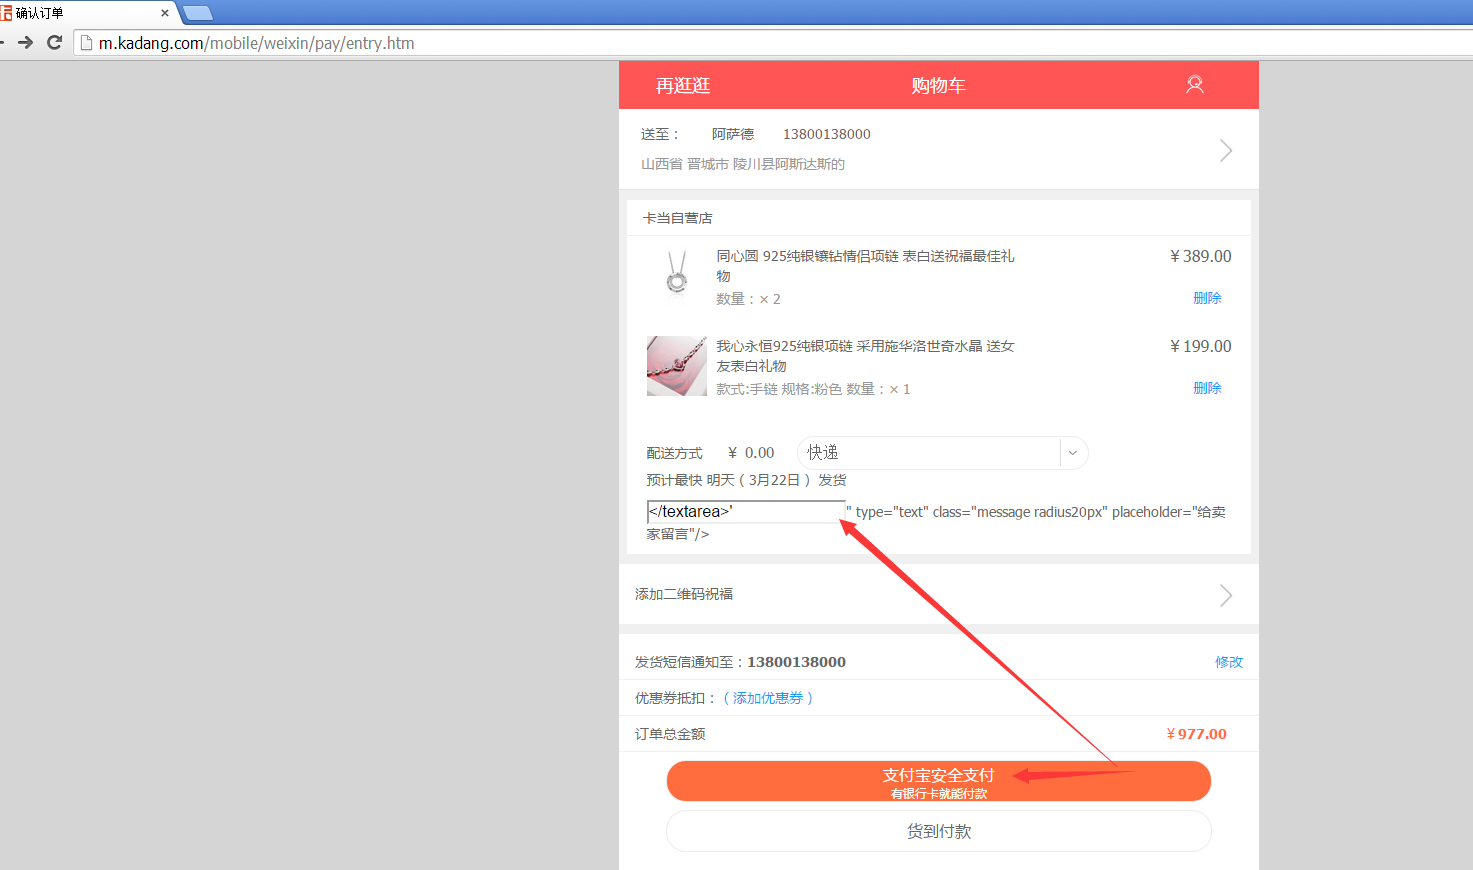 确认订单
m.kadang.com/mobile/weixin/pay/entry.htm
再逛逛 购物车
送至： 阿萨德 13800138000
山西省 晋城市 陵川县阿斯达斯的
卡当自营店
同心圆 925纯银镶钻情侣项链 表白送祝福最佳礼 ¥389.00
物
数量：× 2 删除
我心永恒925纯银项链 采用施华洛世奇水晶 送女 ¥199.00
友表白礼物
款式:手链 规格:粉色 数量：× 1 删除
配送方式 ¥ 0.00 快递
预计最快 明天（3月22日） 发货
</textarea>' " type="text" class="message radius20px" placeholder="给卖
家留言"/>
添加二维码祝福
发货短信通知至：13800138000 修改
优惠券抵扣：（添加优惠券）
订单总金额 ¥977.00
支付宝安全支付
有银行卡就能付款
货到付款